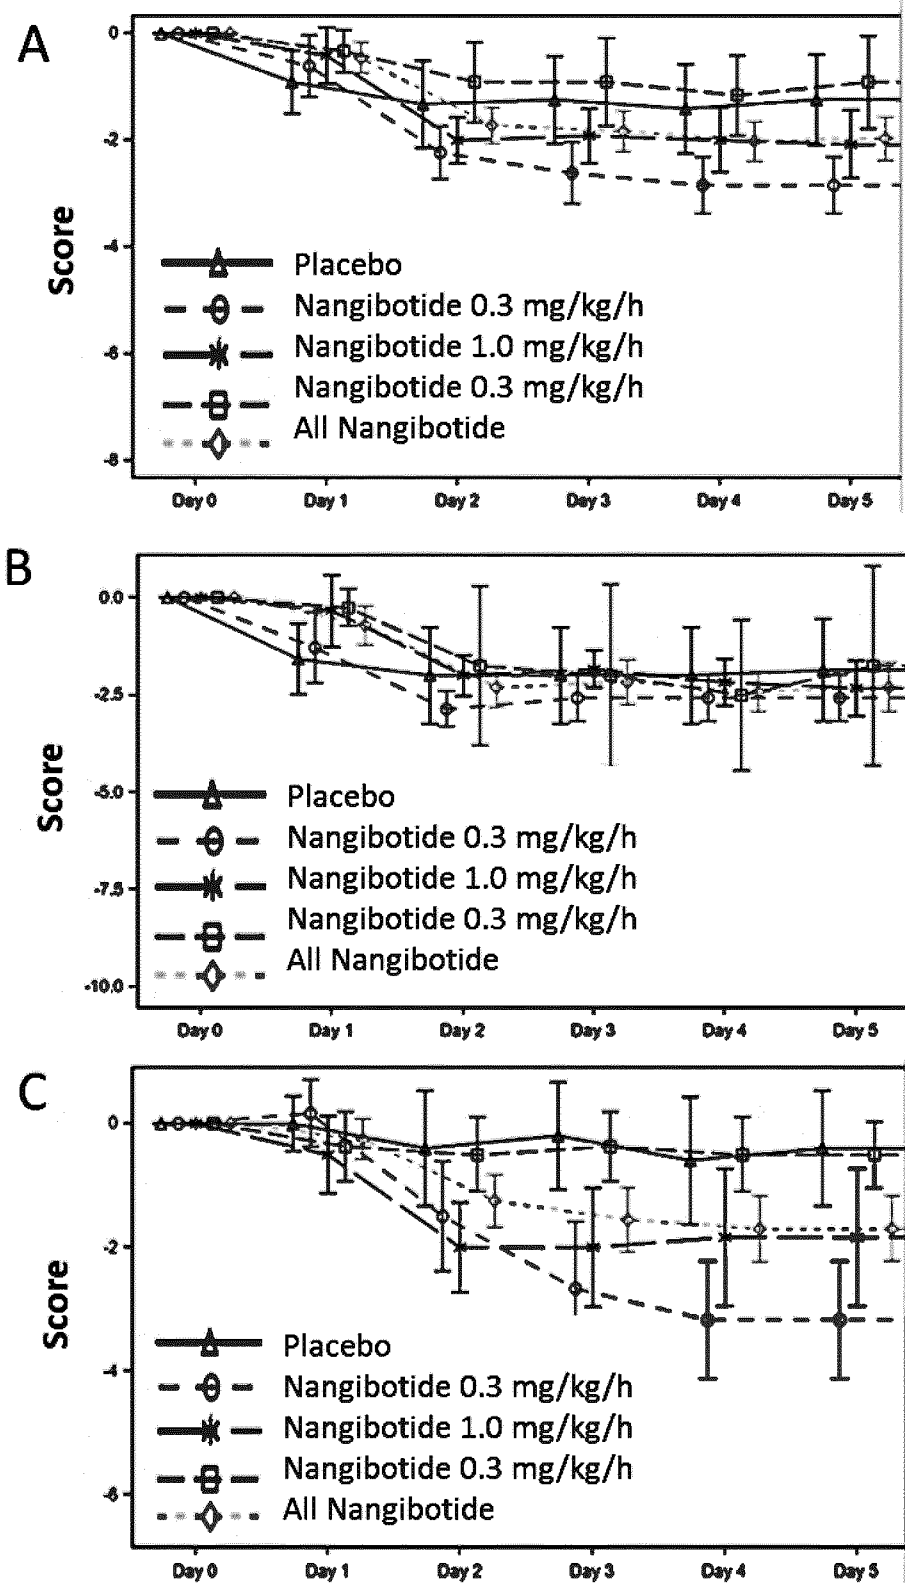 A
0
-2
-4
-6
-8
Score
Placebo
Nangibotide 0.3 mg/kg/h
Nangibotide 1.0 mg/kg/h
Nangibotide 0.3 mg/kg/h
All Nangibotide
Day 0 Day 1 Day 2 Day 3 Day 4 Day 5
B
0.0
-2.5
-5.0
-7.5
-10.0
Score
Placebo
Nangibotide 0.3 mg/kg/h
Nangibotide 1.0 mg/kg/h
Nangibotide 0.3 mg/kg/h
All Nangibotide
Day 0 Day 1 Day 2 Day 3 Day 4 Day 5
C
0
-2
-4
-6
Score
Placebo
Nangibotide 0.3 mg/kg/h
Nangibotide 1.0 mg/kg/h
Nangibotide 0.3 mg/kg/h
All Nangibotide
Day 0 Day 1 Day 2 Day 3 Day 4 Day 5